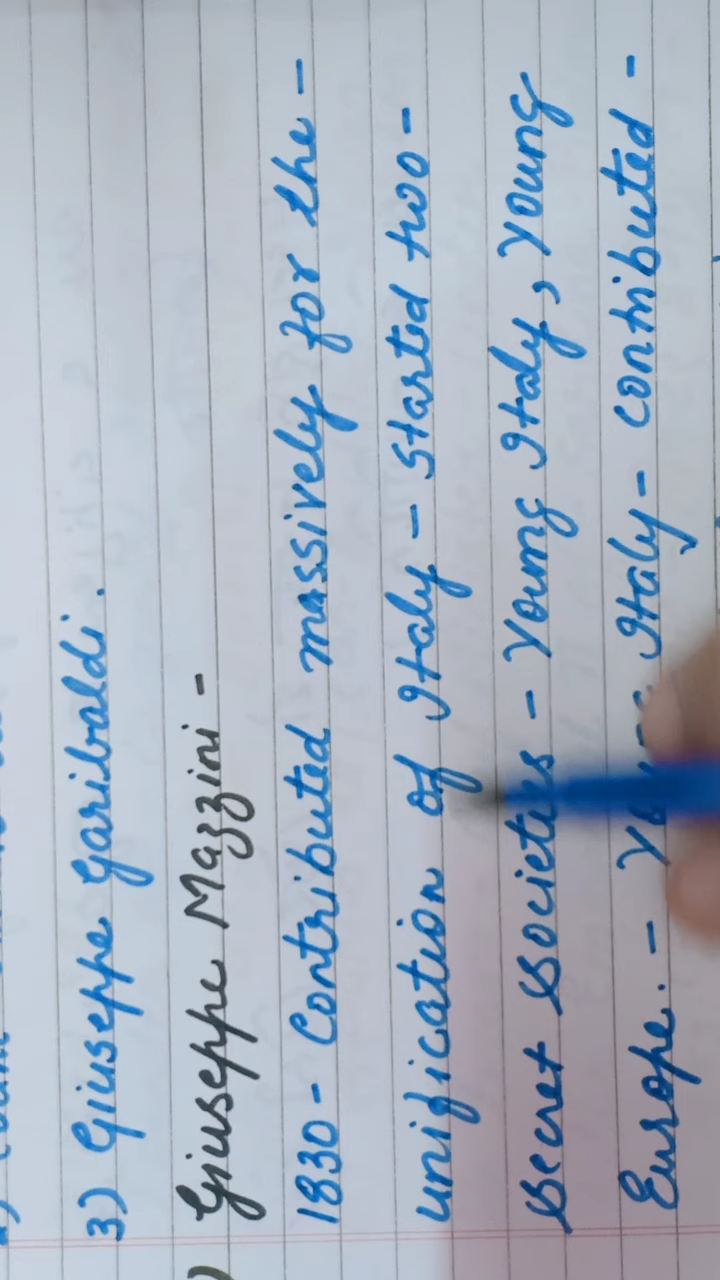 3) Giuseppe Garibaldi.
) Giuseppe Mazzini -
1830 - Contributed massively for the -
unification of Italy - started two -
secret societies - Young Italy, Young
Europe. - Italy - contributed -